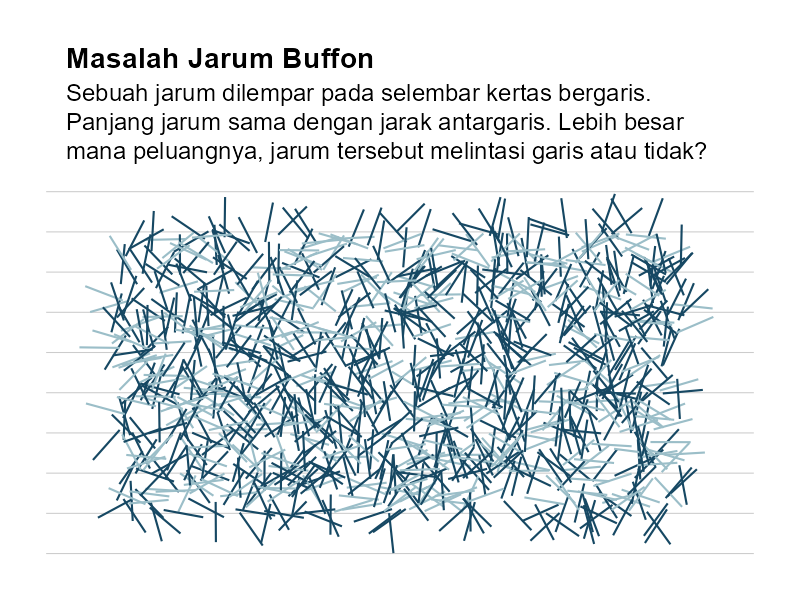 Masalah Jarum Buffon
Sebuah jarum dilempar pada selembar kertas bergaris.
Panjang jarum sama dengan jarak antargaris. Lebih besar
mana peluangnya, jarum tersebut melintasi garis atau tidak?